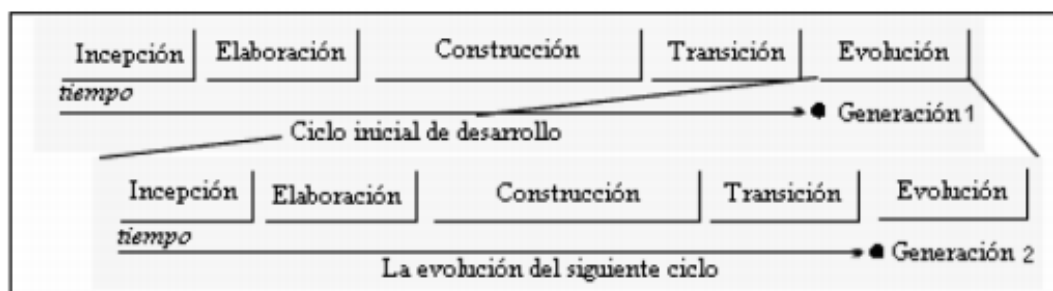 Incepción Elaboración Construcción Transición Evolución
tiempo
Generación 1
Ciclo inicial de desarrollo
Incepción Elaboración Construcción Transición Evolución
tiempo
Generación 2
La evolución del siguiente ciclo